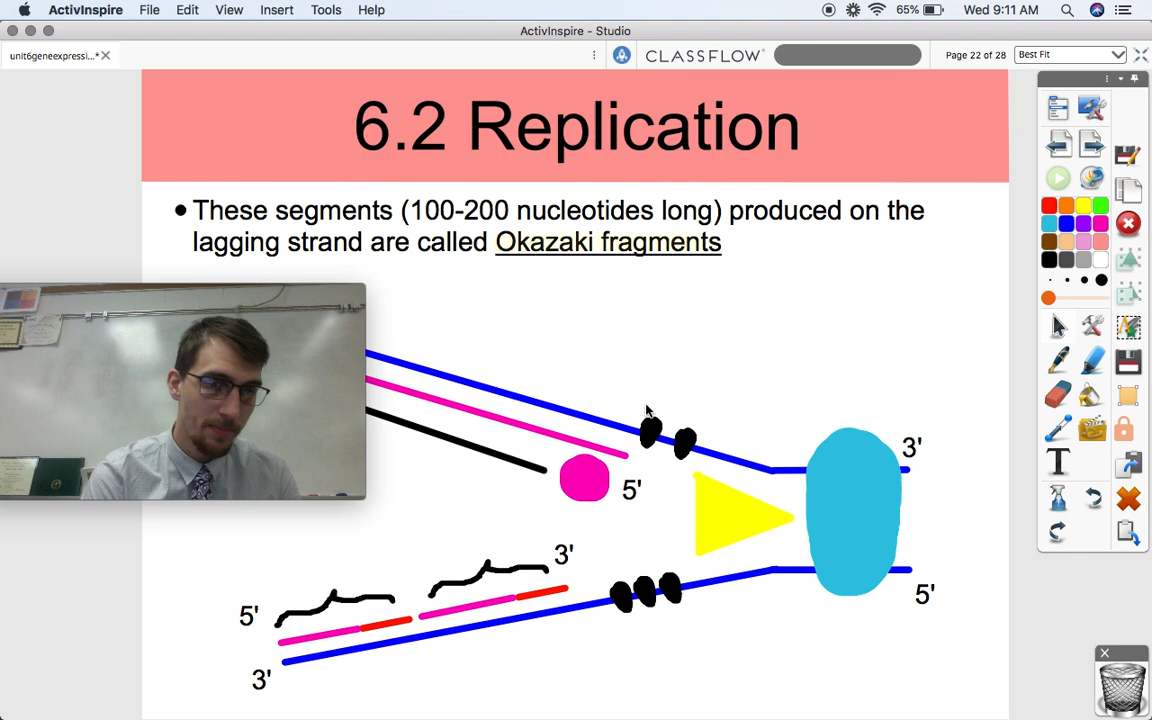 ActivInspire File Edit View Insert Tools Help 65% Wed 9:11 AM
ActivInspire - Studio
unit6geneexpressi...* CLASSFLOW Page 22 of 28 Best Fit
6.2 Replication
• These segments (100-200 nucleotides long) produced on the
lagging strand are called Okazaki fragments
3'
5'
3'
5'
5'
3'